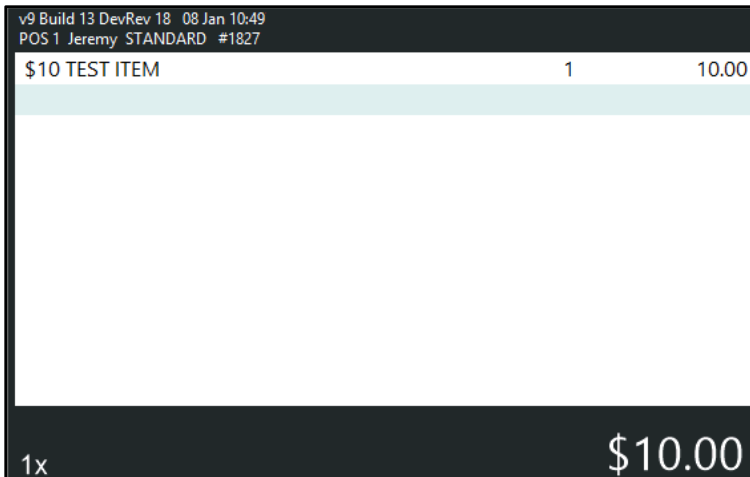 v9 Build 13 DevRev 18 08 Jan 10:49
POS 1 Jeremy STANDARD #1827
$10 TEST ITEM 1 10.00
1x $10.00